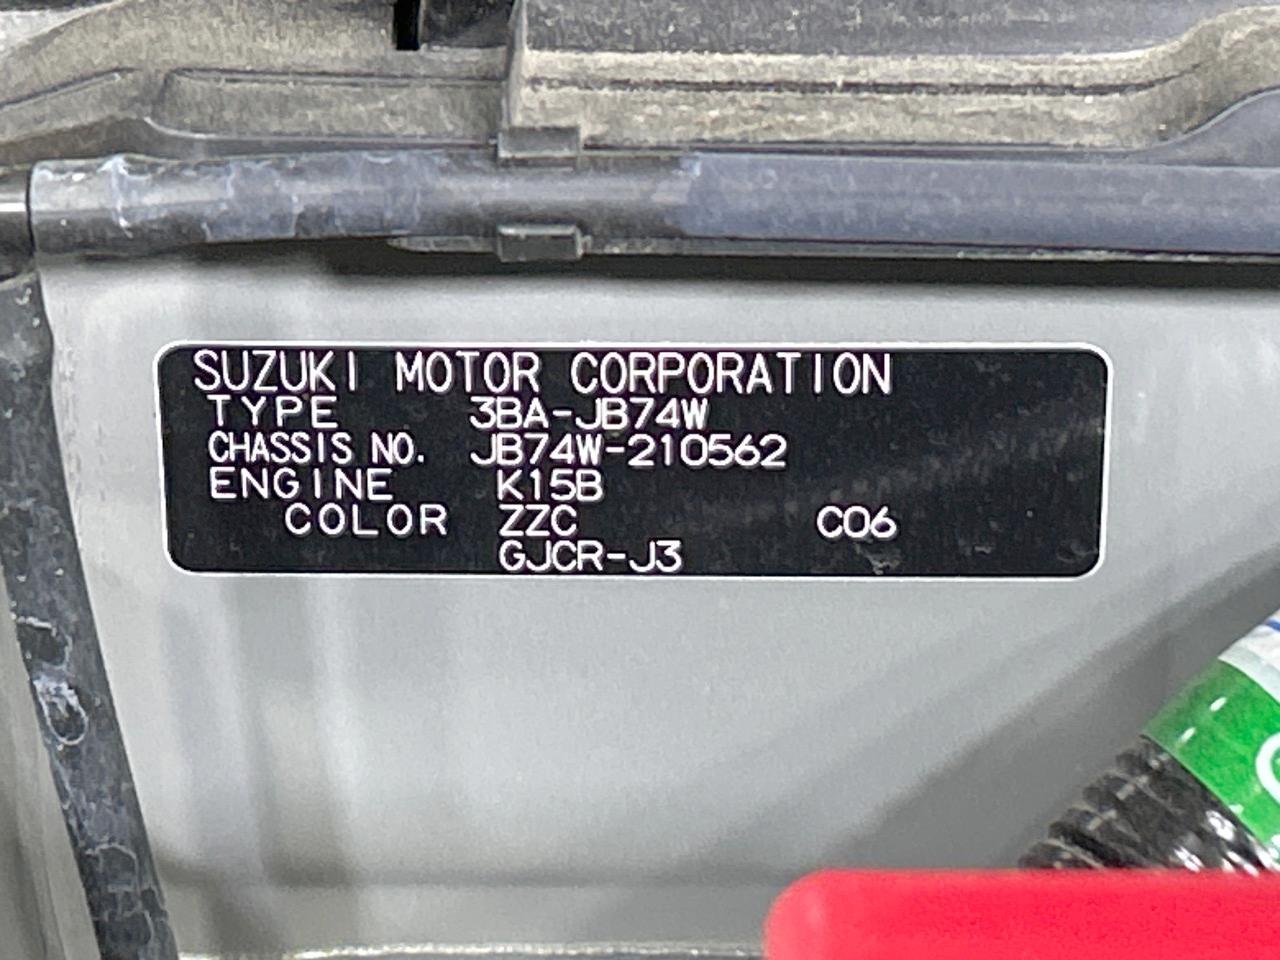 SUZUKI MOTOR CORPORATION
TYPE 3BA-JB74W
CHASSIS NO. JB74W-210562
ENGINE K15B
COLOR ZZC C06
GJCR-J3